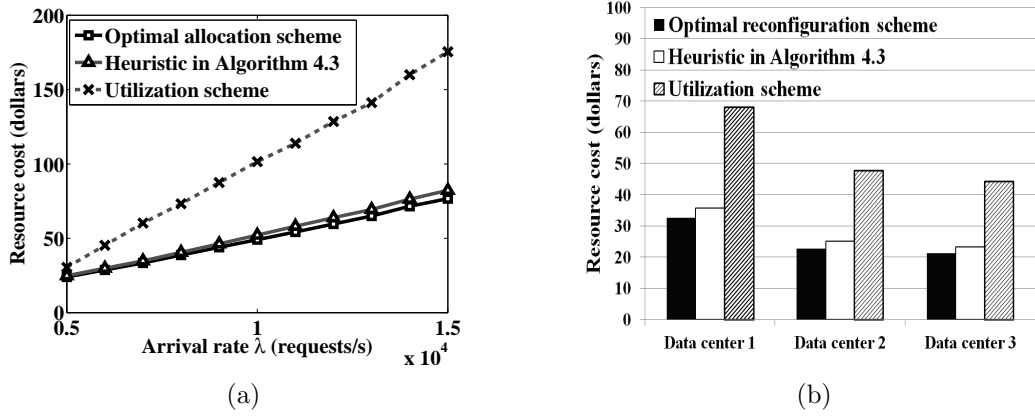 200
150
100
50
0
Resource cost (dollars)
Optimal allocation scheme
Heuristic in Algorithm 4.3
Utilization scheme
0.5
1
1.5
Arrival rate λ (requests/s)
x 10^4
(a)
100
90
80
70
60
50
40
30
20
10
0
Resource cost (dollars)
Optimal reconfiguration scheme
Heuristic in Algorithm 4.3
Utilization scheme
Data center 1
Data center 2
Data center 3
(b)